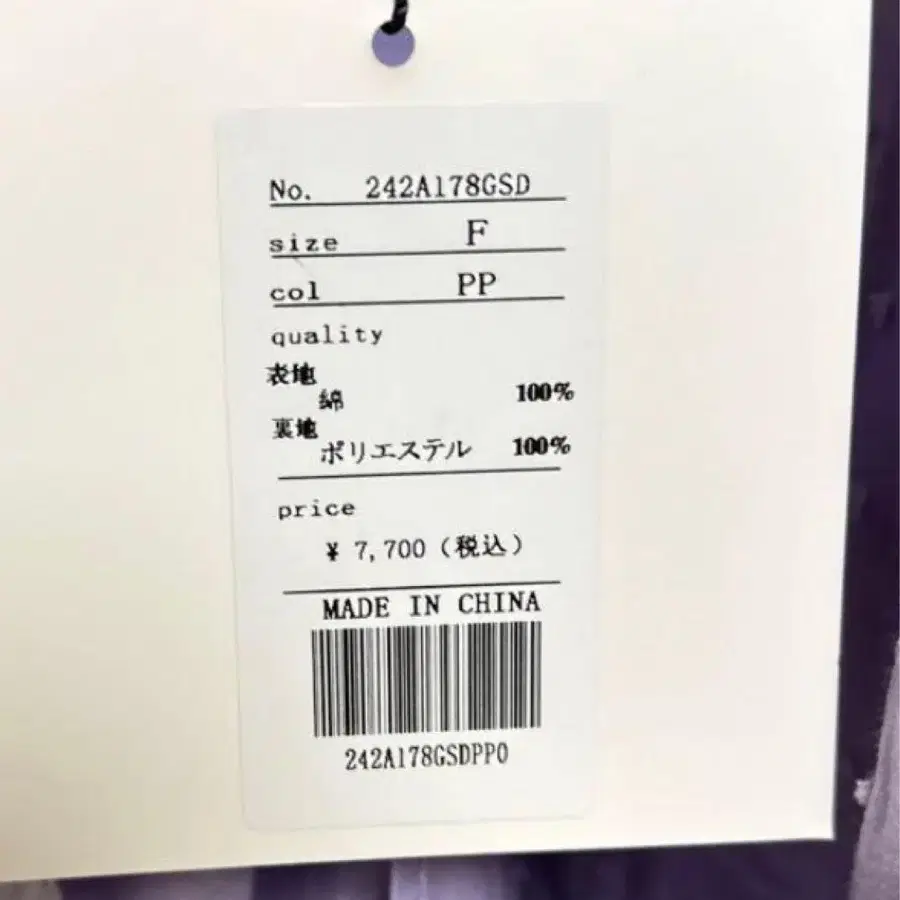 No. 242A178GSD
size F
col PP
quality
表地
綿 100%
裏地
ポリエステル 100%
price
¥ 7,700（税込）
MADE IN CHINA
242A178GSDPP0